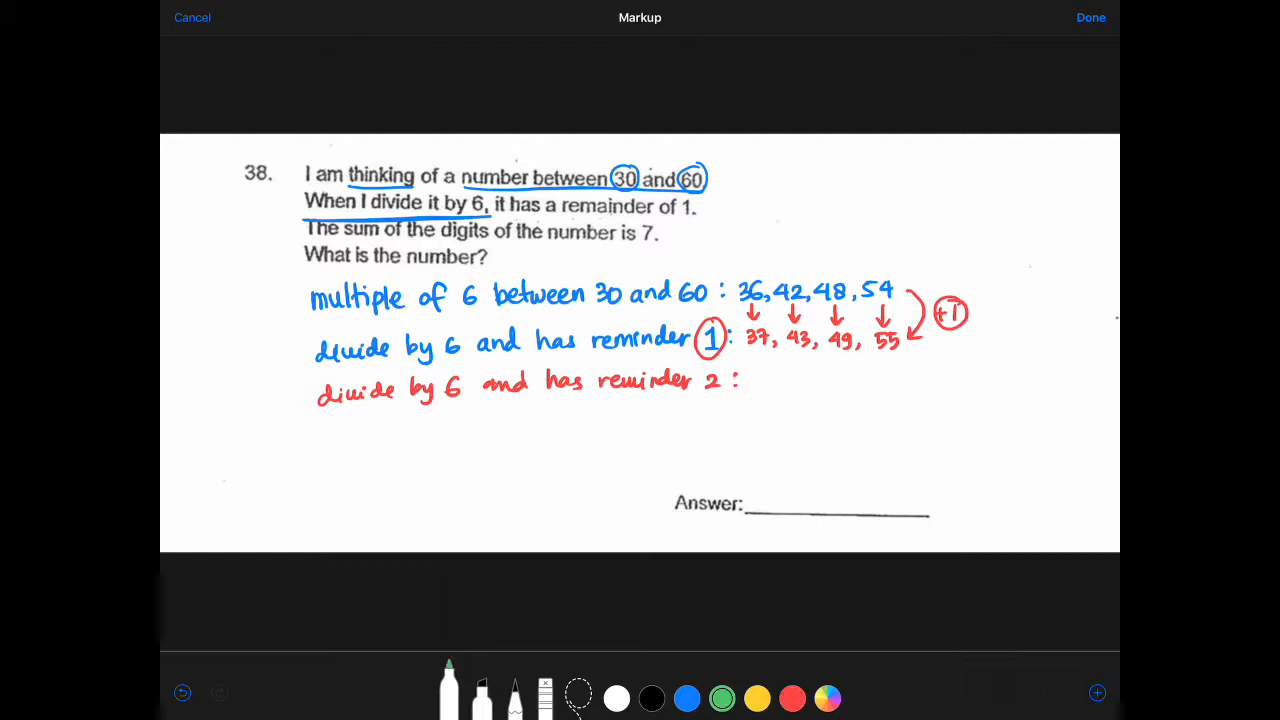 Cancel Markup Done
38. I am thinking of a number between 30 and 60
When I divide it by 6, it has a remainder of 1.
The sum of the digits of the number is 7.
What is the number?
multiple of 6 between 30 and 60 : 36, 42, 48, 54
+1
divide by 6 and has reminder 1 : 37, 43, 49, 55
divide by 6 and has reminder 2 :
Answer: